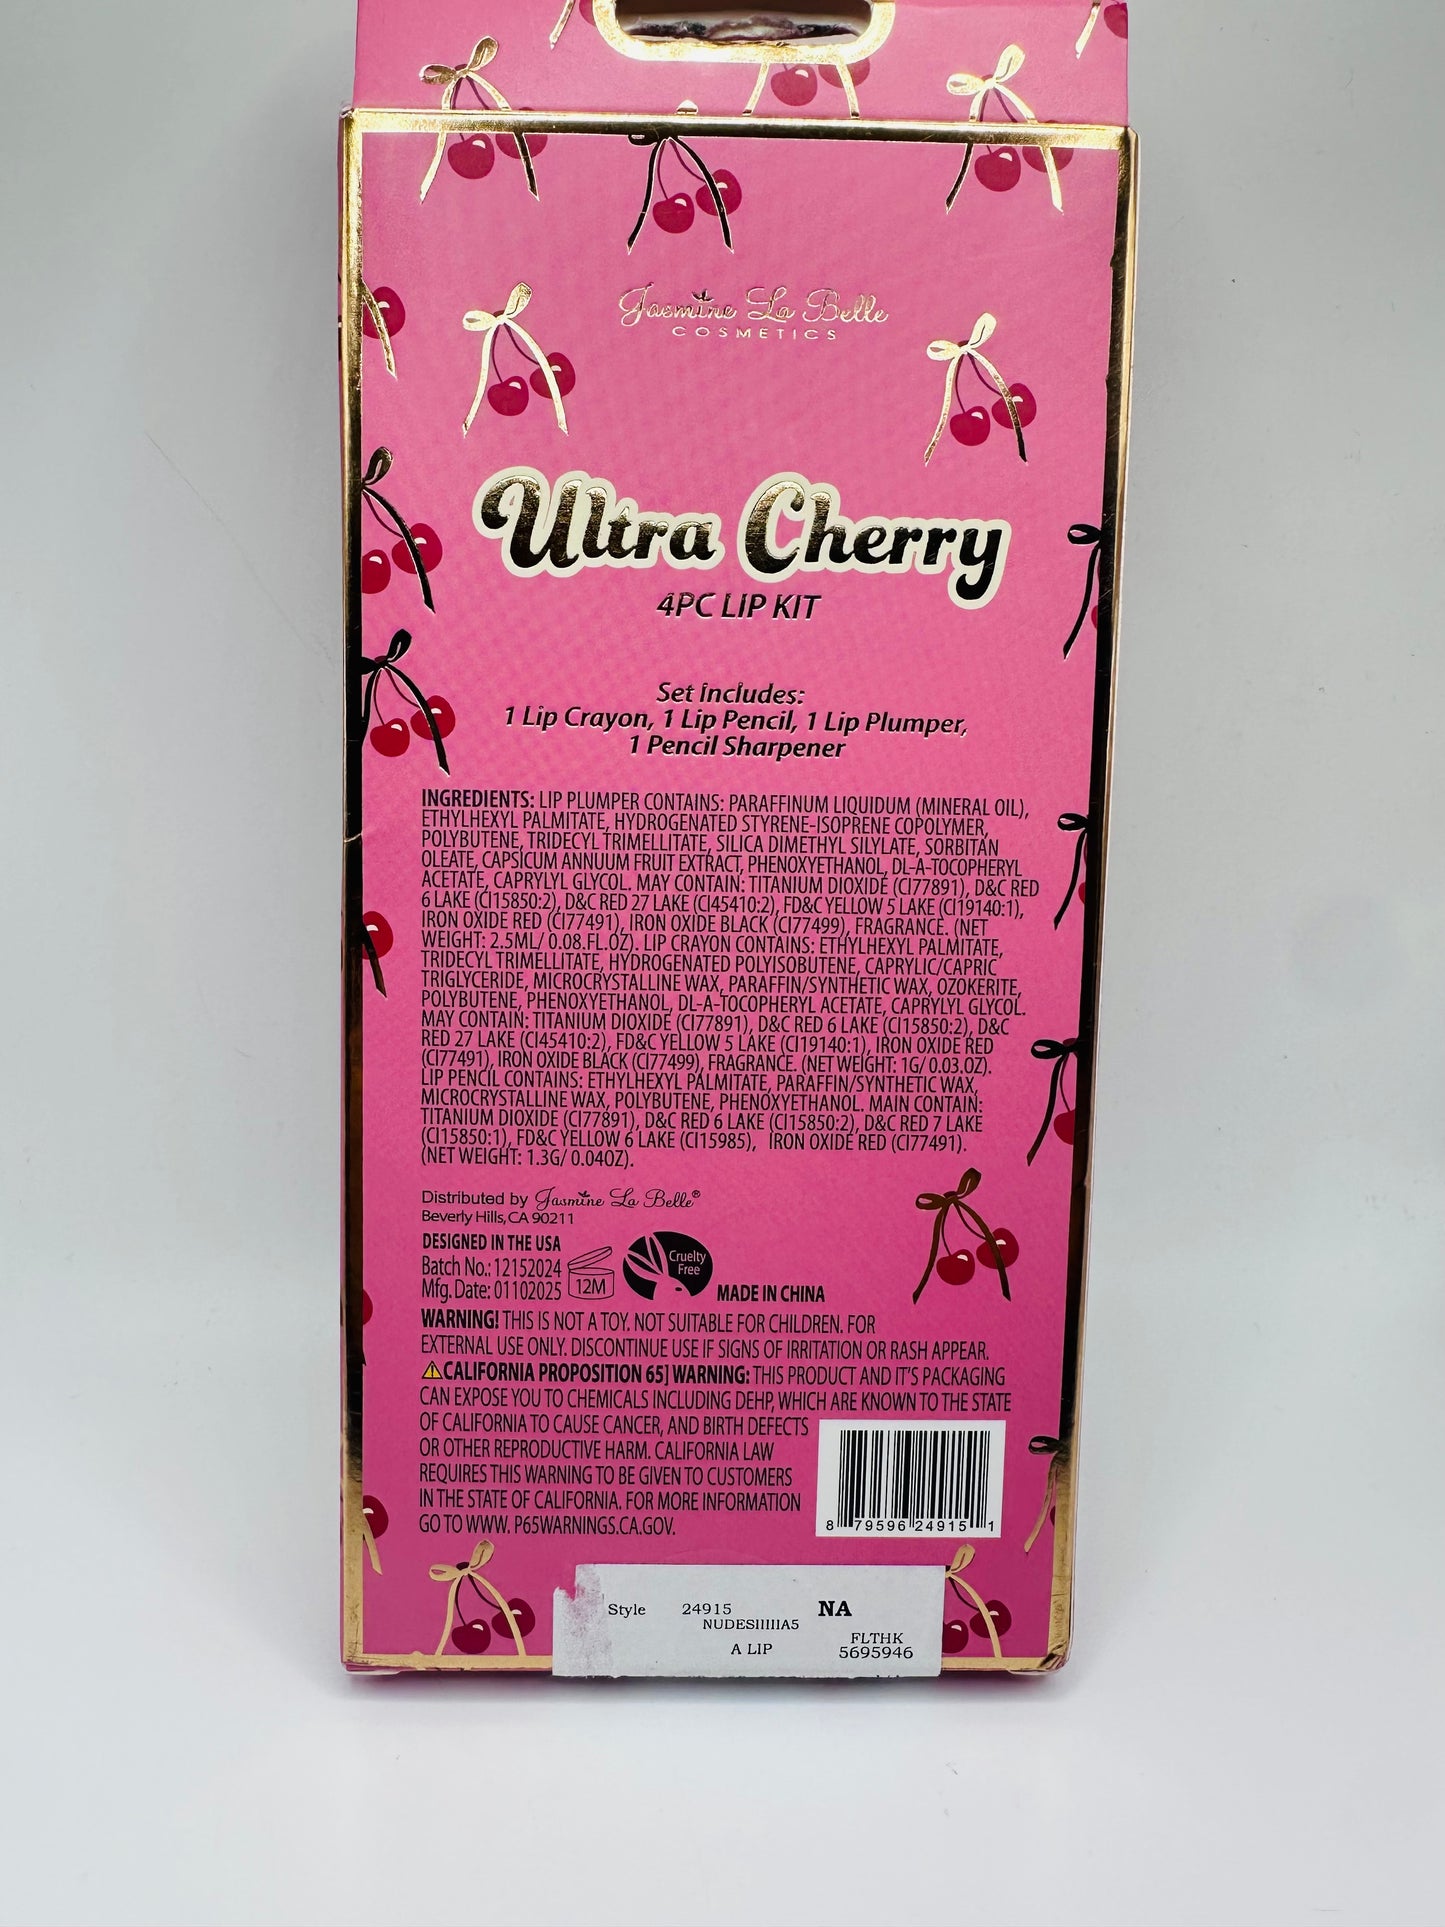 Jasmine La Belle
COSMETICS
Ultra Cherry
4PC LIP KIT
Set Includes:
1 Lip Crayon, 1 Lip Pencil, 1 Lip Plumper,
1 Pencil Sharpener
INGREDIENTS: LIP PLUMPER CONTAINS: PARAFFINUM LIQUIDUM (MINERAL OIL),
ETHYLHEXYL PALMITATE, HYDROGENATED STYRENE-ISOPRENE COPOLYMER,
POLYBUTENE, TRIDECYL TRIMELLITATE, SILICA DIMETHYL SILYLATE, SORBITAN
OLEATE, CAPSICUM ANNUUM FRUIT EXTRACT, PHENOXYETHANOL, DL-A-TOCOPHERYL
ACETATE, CAPRYLYL GLYCOL. MAY CONTAIN: TITANIUM DIOXIDE (CI77891), D&C RED
6 LAKE (CI15850:2), D&C RED 27 LAKE (CI45410:2), FD&C YELLOW 5 LAKE (CI19140:1),
IRON OXIDE RED (CI77491), IRON OXIDE BLACK (CI77499), FRAGRANCE. (NET
WEIGHT: 2.5ML/ 0.08.FL.OZ). LIP CRAYON CONTAINS: ETHYLHEXYL PALMITATE,
TRIDECYL TRIMELLITATE, HYDROGENATED POLYISOBUTENE, CAPRYLIC/CAPRIC
TRIGLYCERIDE, MICROCRYSTALLINE WAX, PARAFFIN/SYNTHETIC WAX, OZOKERITE,
POLYBUTENE, PHENOXYETHANOL, DL-A-TOCOPHERYL ACETATE, CAPRYLYL GLYCOL.
MAY CONTAIN: TITANIUM DIOXIDE (CI77891), D&C RED 6 LAKE (CI15850:2), D&C
RED 27 LAKE (CI45410:2), FD&C YELLOW 5 LAKE (CI19140:1), IRON OXIDE RED
(CI77491), IRON OXIDE BLACK (CI77499), FRAGRANCE. (NET WEIGHT: 1G/ 0.03.OZ).
LIP PENCIL CONTAINS: ETHYLHEXYL PALMITATE, PARAFFIN/SYNTHETIC WAX,
MICROCRYSTALLINE WAX, POLYBUTENE, PHENOXYETHANOL. MAIN CONTAIN:
TITANIUM DIOXIDE (CI77891), D&C RED 6 LAKE (CI15850:2), D&C RED 7 LAKE
(CI15850:1), FD&C YELLOW 6 LAKE (CI15985), IRON OXIDE RED (CI77491).
(NET WEIGHT: 1.3G/ 0.04OZ).
Distributed by Jasmine La Belle®
Beverly Hills, CA 90211
DESIGNED IN THE USA
Batch No.: 12152024
Mfg. Date: 01102025
12M
Cruelty
Free
MADE IN CHINA
WARNING! THIS IS NOT A TOY. NOT SUITABLE FOR CHILDREN. FOR
EXTERNAL USE ONLY. DISCONTINUE USE IF SIGNS OF IRRITATION OR RASH APPEAR.
⚠CALIFORNIA PROPOSITION 65] WARNING: THIS PRODUCT AND IT'S PACKAGING
CAN EXPOSE YOU TO CHEMICALS INCLUDING DEHP, WHICH ARE KNOWN TO THE STATE
OF CALIFORNIA TO CAUSE CANCER, AND BIRTH DEFECTS
OR OTHER REPRODUCTIVE HARM. CALIFORNIA LAW
REQUIRES THIS WARNING TO BE GIVEN TO CUSTOMERS
IN THE STATE OF CALIFORNIA. FOR MORE INFORMATION
GO TO WWW. P65WARNINGS.CA.GOV.
8 79596 24915 1
Style 24915 NA
NUDESIIIIIA5
A LIP FLTHK
5695946